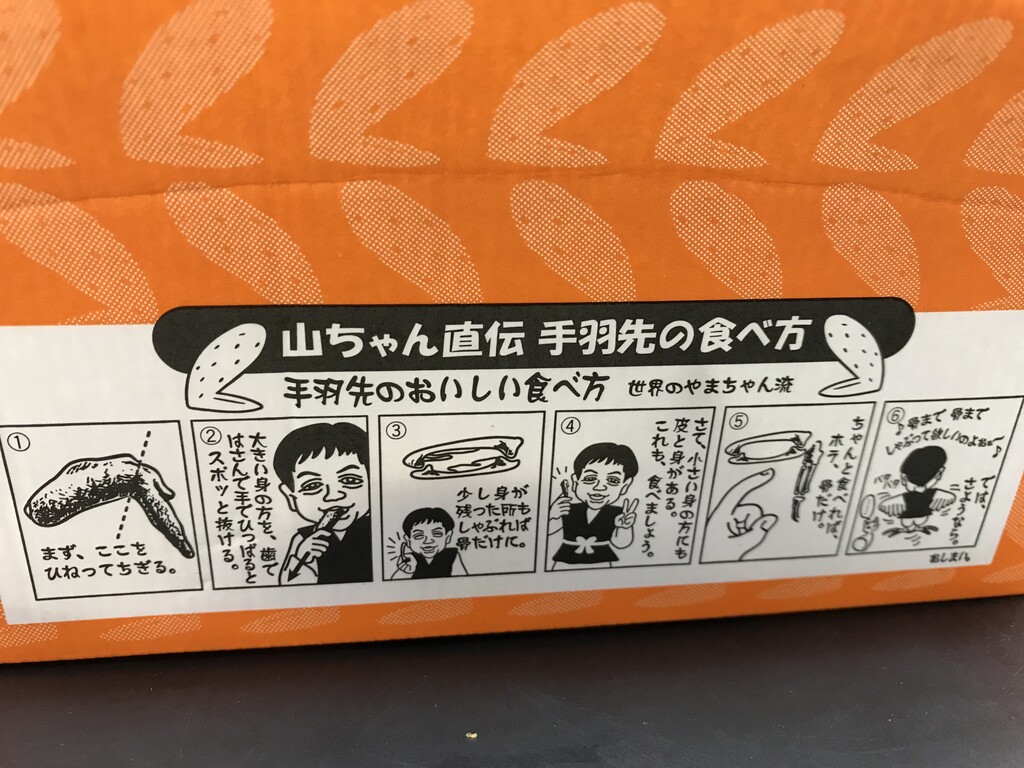 山ちゃん直伝 手羽先の食べ方
手羽先のおいしい食べ方 世界のやまちゃん流
①
まず、ここを
ひねってちぎる。
②
大きい身の方を、歯で
はさんで手でひっぱると
スポッと抜ける。
③
少し身が
残った所も
しゃぶれば
骨だけに。
④
さて、小さい身の方にも
皮と身がある。
これも、食べましょう。
⑤
ちゃんと食べれば、
ホラ、骨だけ。
⑥
♪骨まで 骨まで
しゃぶって欲しいのよぉ〜♪
では、
さようなら。
おしまい。